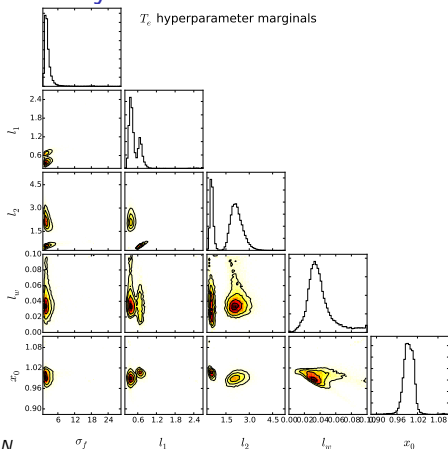 T_e hyperparameter marginals
l_1
2.4
1.8
1.2
0.6
l_2
4.5
3.0
1.5
l_w
0.10
0.08
0.06
0.04
0.02
0.00
x_0
1.08
1.02
0.96
0.90
6 12 18 24
0.6 1.2 1.8 2.4
1.5 3.0 4.5
0.00 0.02 0.04 0.06 0.08 0.10
0.90 0.96 1.02 1.08
N
σ_f l_1 l_2 l_w x_0